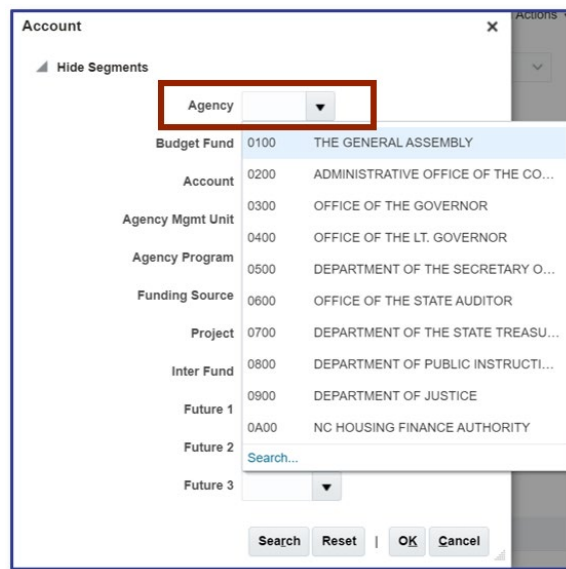 Actions
Account ×
Hide Segments
Agency
Budget Fund 0100 THE GENERAL ASSEMBLY
Account 0200 ADMINISTRATIVE OFFICE OF THE CO...
Agency Mgmt Unit 0300 OFFICE OF THE GOVERNOR
0400 OFFICE OF THE LT. GOVERNOR
Agency Program 0500 DEPARTMENT OF THE SECRETARY O...
Funding Source 0600 OFFICE OF THE STATE AUDITOR
Project 0700 DEPARTMENT OF THE STATE TREASU...
Inter Fund 0800 DEPARTMENT OF PUBLIC INSTRUCTI...
Future 1 0900 DEPARTMENT OF JUSTICE
Future 2 0A00 NC HOUSING FINANCE AUTHORITY
Search...
Future 3
Search Reset | OK Cancel